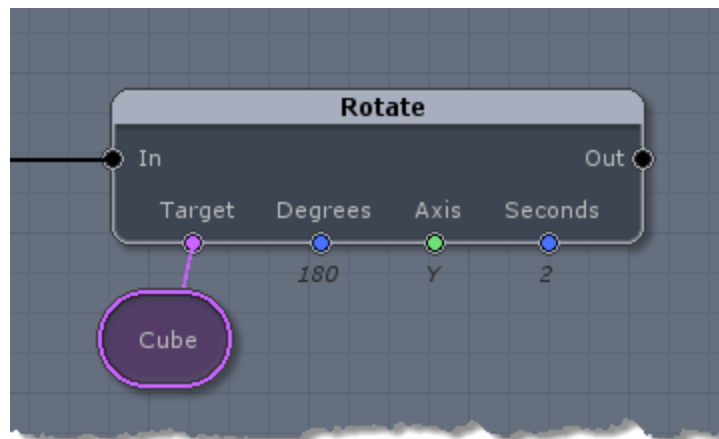 Rotate
In Out
Target Degrees Axis Seconds
180 Y 2
Cube